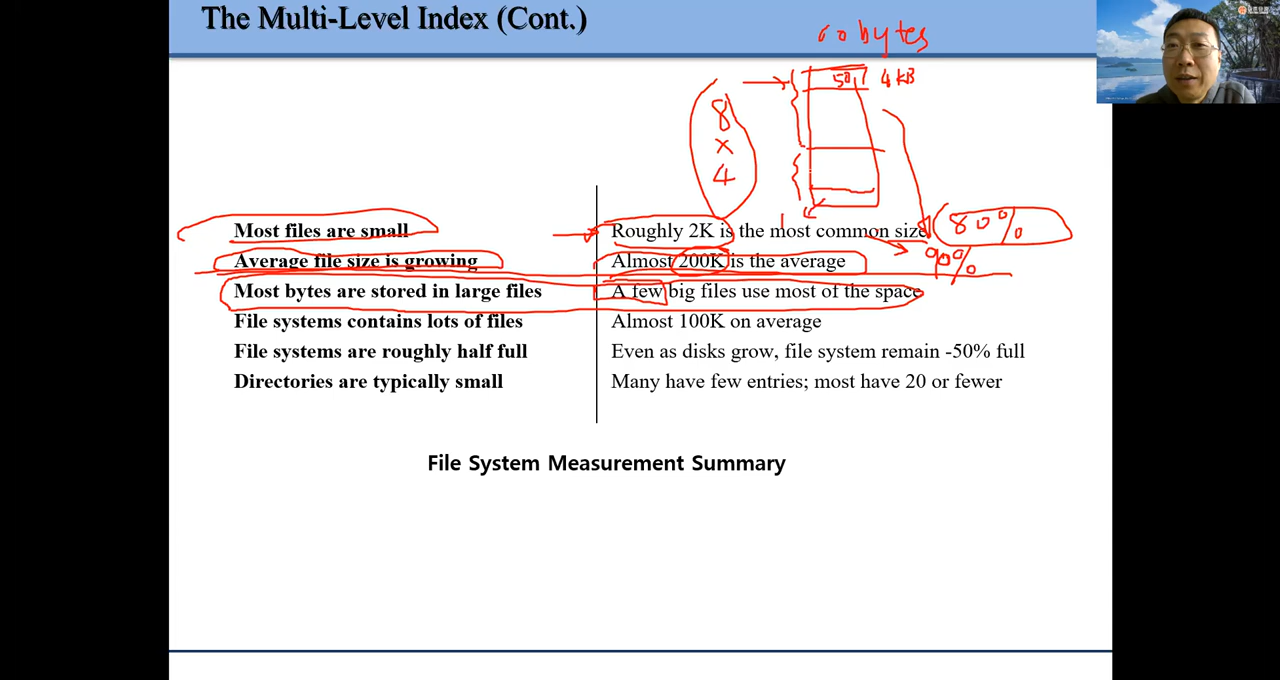 The Multi-Level Index (Cont.)
60 bytes
50 4KB
8
x
4
Most files are small Roughly 2K is the most common size 80%
Average file size is growing Almost 200K is the average 90%
Most bytes are stored in large files A few big files use most of the space
File systems contains lots of files Almost 100K on average
File systems are roughly half full Even as disks grow, file system remain -50% full
Directories are typically small Many have few entries; most have 20 or fewer
File System Measurement Summary